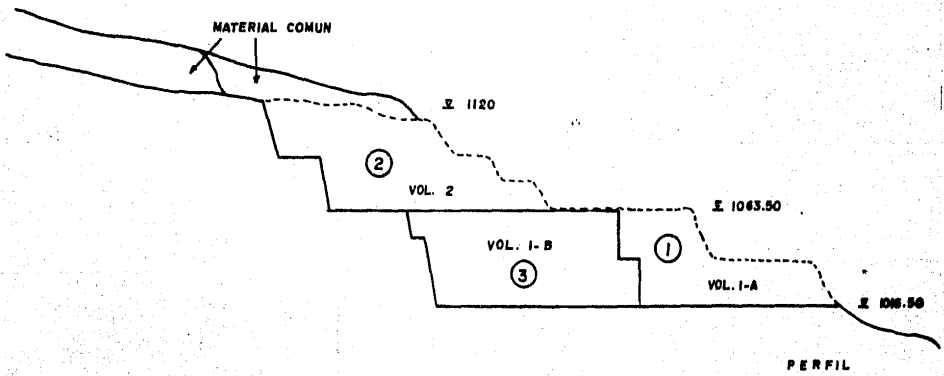 MATERIAL COMUN
1120
2
VOL. 2
1063.50
VOL. 1-B
1
3
VOL. 1-A
1016.50
PERFIL